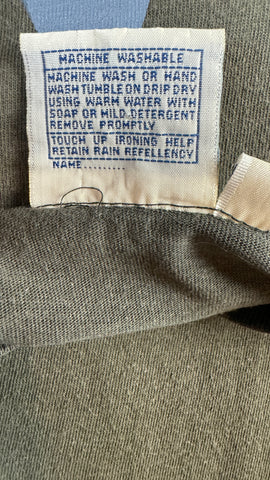 MACHINE WASHABLE
MACHINE WASH OR HAND
WASH TUMBLE ON DRIP DRY
USING WARM WATER WITH
SOAP OR MILD DETERGENT
REMOVE PROMPTLY
TOUCH UP IRONING HELP
RETAIN RAIN REPELLENCY
NAME..........